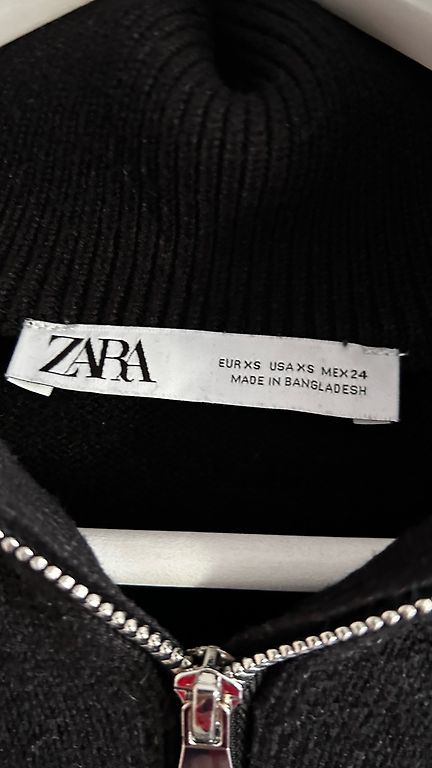 ZARA
EUR XS USA XS MEX 24
MADE IN BANGLADESH